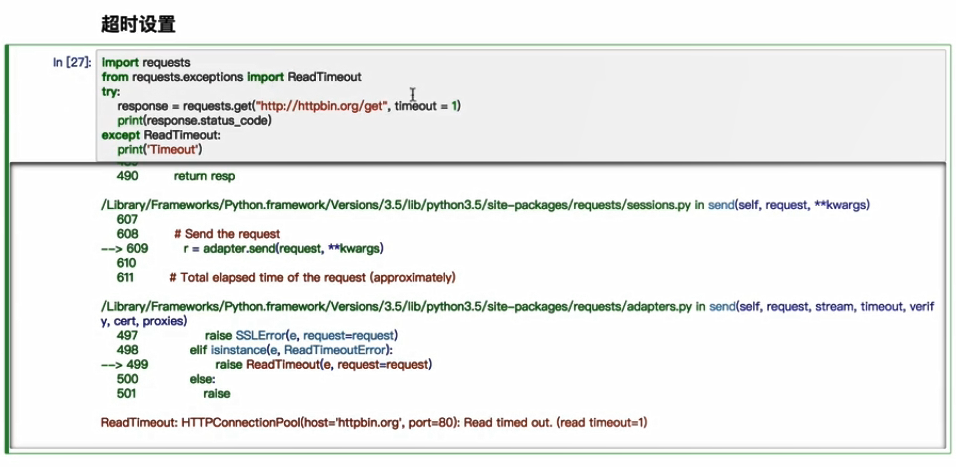 超时设置
In [27]: import requests
from requests.exceptions import ReadTimeout
try:
response = requests.get("http://httpbin.org/get", timeout = 1)
print(response.status_code)
except ReadTimeout:
print('Timeout')
490 return resp
/Library/Frameworks/Python.framework/Versions/3.5/lib/python3.5/site-packages/requests/sessions.py in send(self, request, **kwargs)
607
608 # Send the request
--> 609 r = adapter.send(request, **kwargs)
610
611 # Total elapsed time of the request (approximately)
/Library/Frameworks/Python.framework/Versions/3.5/lib/python3.5/site-packages/requests/adapters.py in send(self, request, stream, timeout, verif
y, cert, proxies)
497 raise SSLError(e, request=request)
498 elif isinstance(e, ReadTimeoutError):
--> 499 raise ReadTimeout(e, request=request)
500 else:
501 raise
ReadTimeout: HTTPConnectionPool(host='httpbin.org', port=80): Read timed out. (read timeout=1)